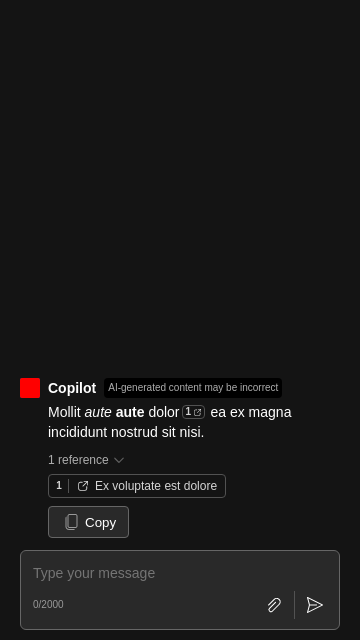 Copilot AI-generated content may be incorrect
Mollit aute aute dolor 1 ea ex magna
incididunt nostrud sit nisi.
1 reference
1 Ex voluptate est dolore
Copy
Type your message
0/2000